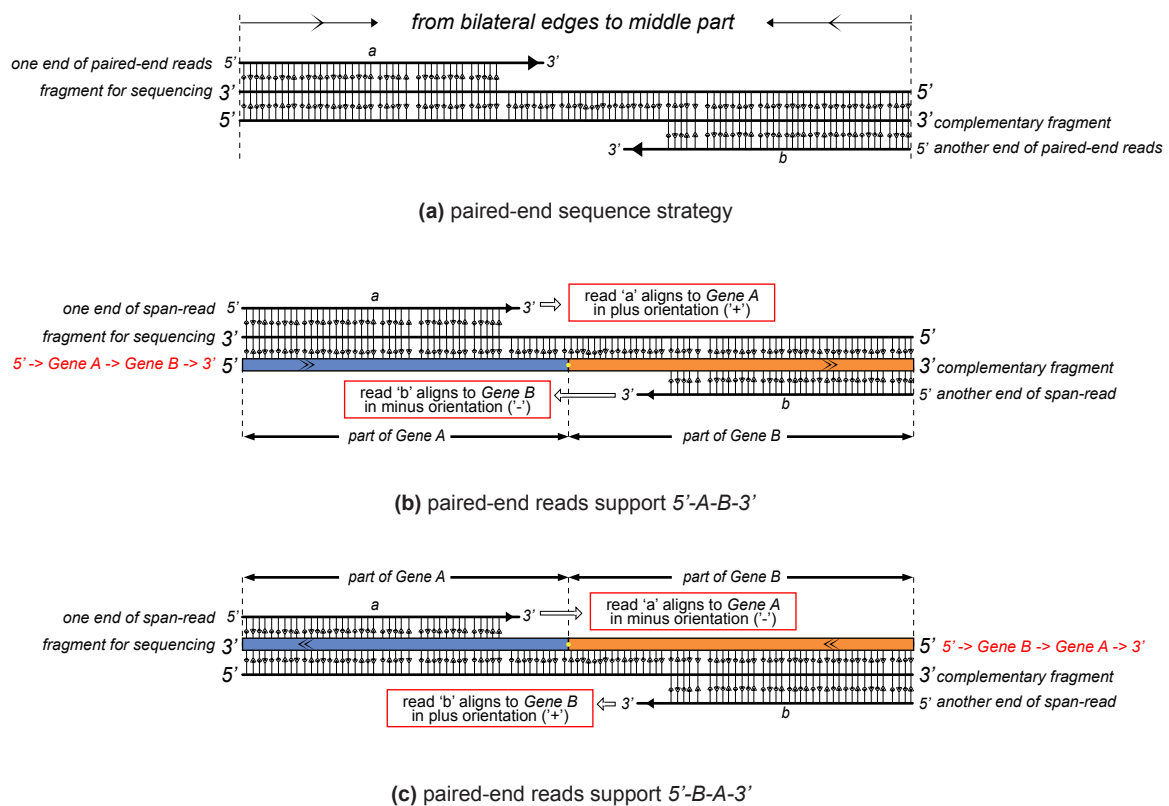 from bilateral edges to middle part
a
one end of paired-end reads 5’ 3’
fragment for sequencing 3’ 5’
5’ 3’ complementary fragment
3’ 5’ another end of paired-end reads
b
(a) paired-end sequence strategy
a
one end of span-read 5’ 3’
read ‘a’ aligns to Gene A
in plus orientation (‘+’)
fragment for sequencing 3’ 5’
5’ -> Gene A -> Gene B -> 3’ 5’ 3’ complementary fragment
read ‘b’ aligns to Gene B
in minus orientation (‘-’)
3’ 5’ another end of span-read
b
part of Gene A part of Gene B
(b) paired-end reads support 5’-A-B-3’
part of Gene A part of Gene B
a
one end of span-read 5’ 3’
read ‘a’ aligns to Gene A
in minus orientation (‘-’)
fragment for sequencing 3’ 5’ 5’ -> Gene B -> Gene A -> 3’
5’ 3’ complementary fragment
read ‘b’ aligns to Gene B
in plus orientation (‘+’)
3’ 5’ another end of span-read
b
(c) paired-end reads support 5’-B-A-3’